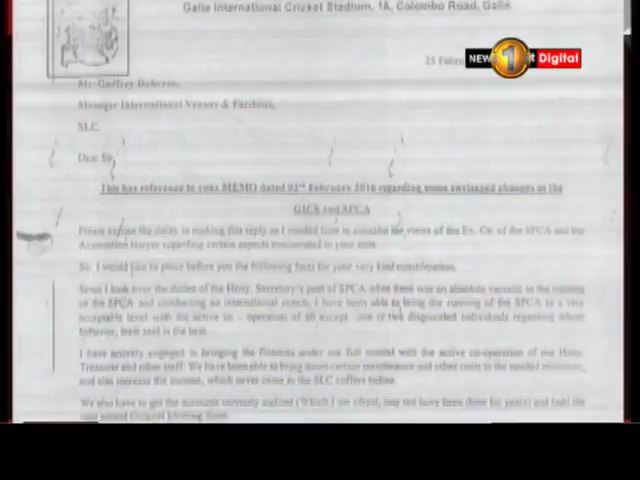 Galle International Cricket Stadium, 1A, Colombo Road, Galle.
NEWS 1st Digital
Mr. Godfrey Dabrera,
Manager International Venues &
SLC.
Dear Sir,
This has reference to your MEMO dated 03rd February 2016 regarding some envisaged changes at the
GICS and SPCA
Please excuse the delay in making this reply as I needed time to consider the views of the Ex. Co. of the SPCA and my
Association lawyer regarding certain aspects enumerated in your note.
Sir, I would like to place before you the following facts for your very kind consideration.
Since I took over the duties of the Hony. Secretary's post of SPCA when there was an absolute vacuum in the running
of the SPCA and conducting an international match, I have been able to bring the running of the SPCA to a very
acceptable level with the active co – operation of all except one or two disgruntled individuals regarding whose
behavior, least said is the best.
I have actively engaged in bringing the finances under our full control with the active co-operation of our Hony.
Treasurer and other staff. We have been able to bring down certain maintenance and other costs to the needed minimum,
and also increase the income, which never came to the SLC coffers before.
We also have to get the accounts correctly audited (Which I am afraid, may not have been done for years) and hold the
General Meeting